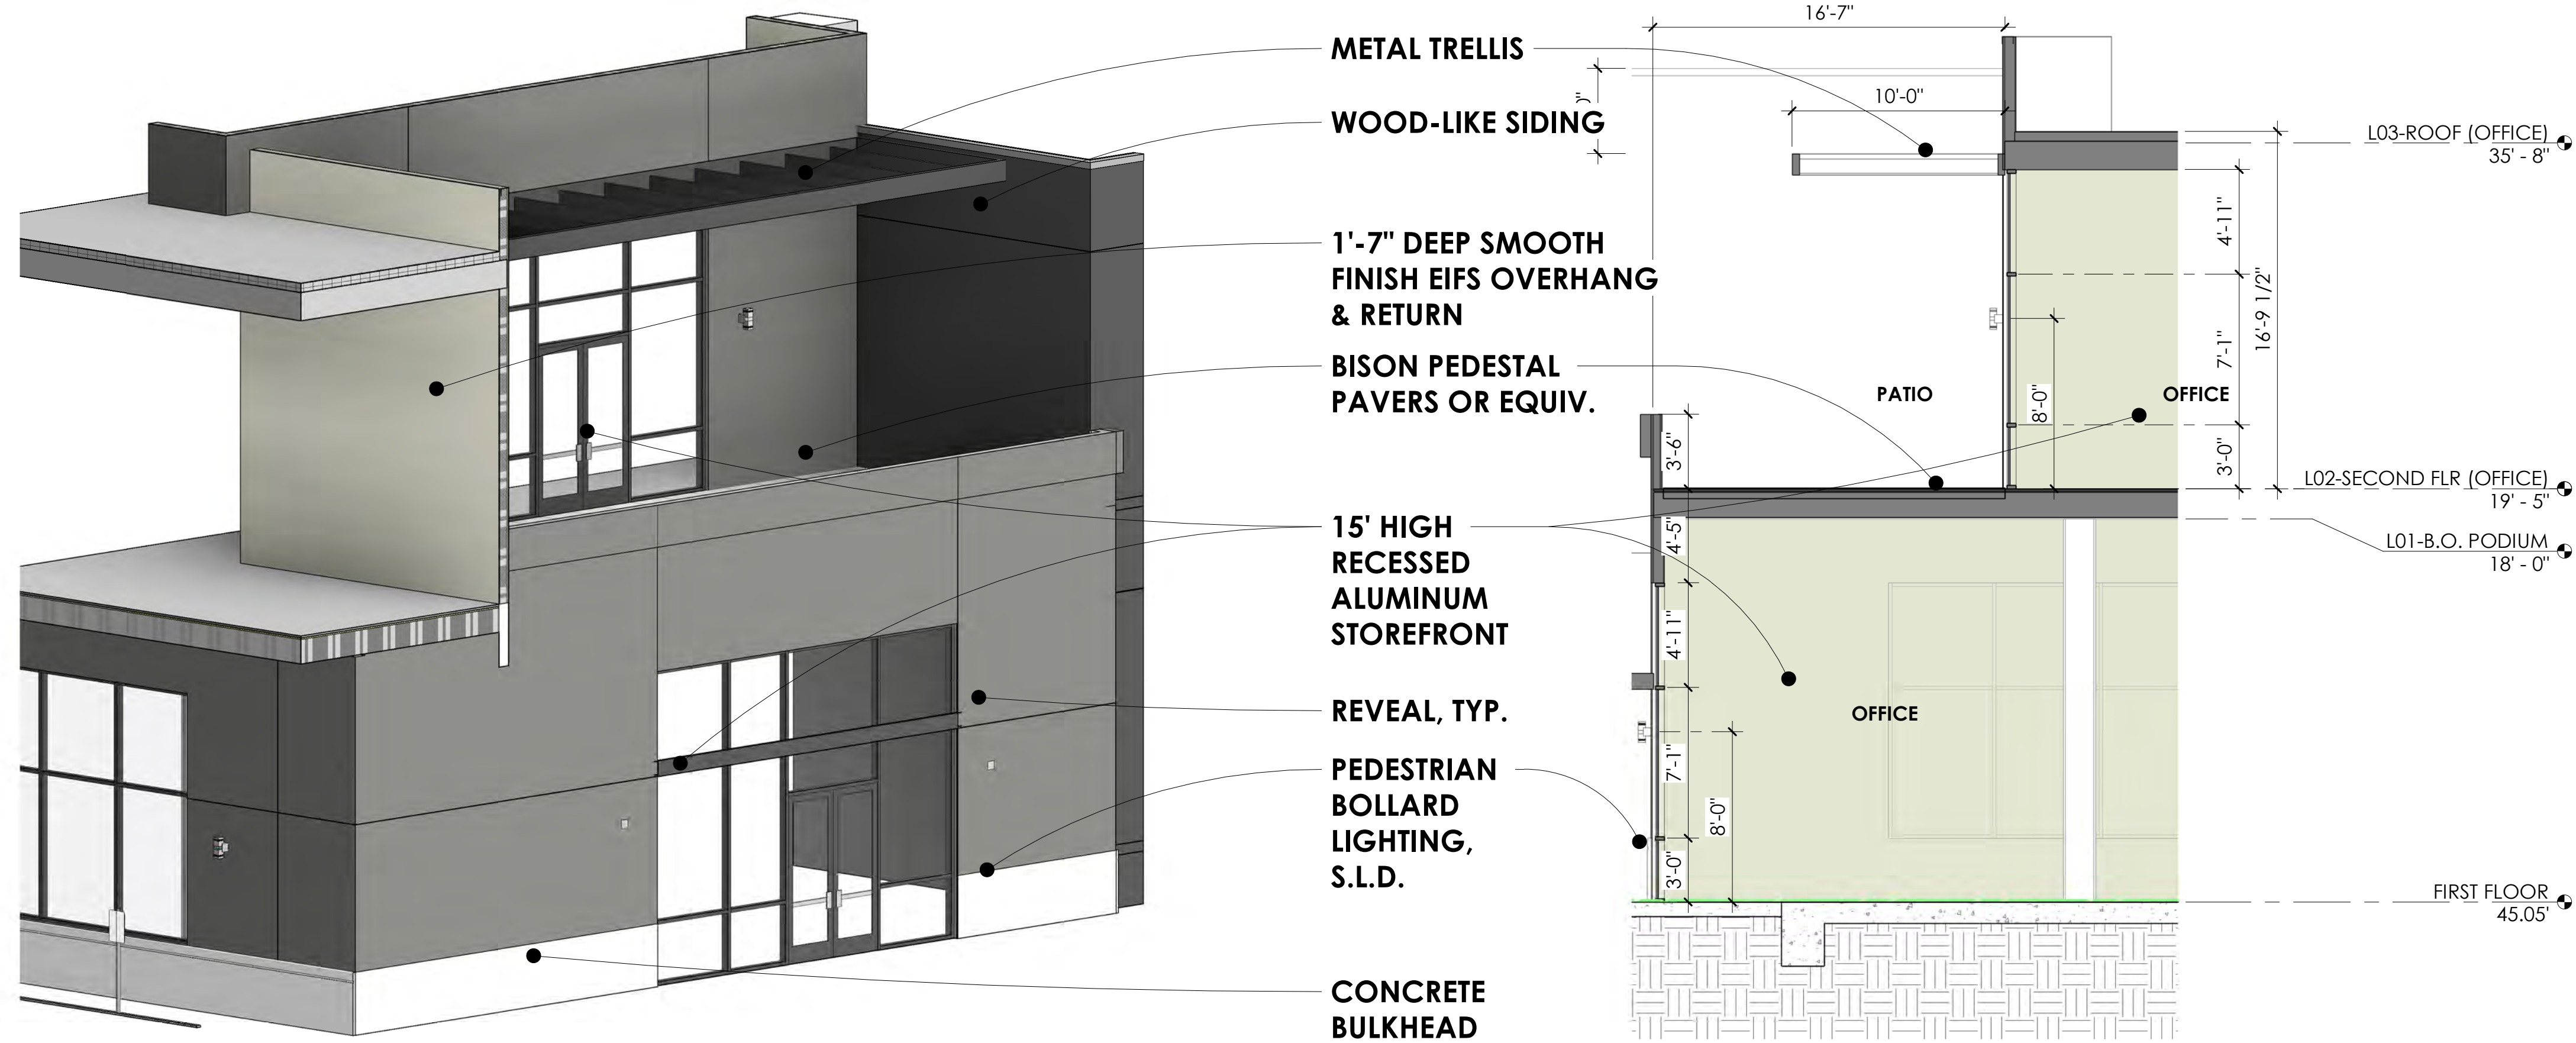 METAL TRELLIS
WOOD-LIKE SIDING
1'-7" DEEP SMOOTH
FINISH EIFS OVERHANG
& RETURN
BISON PEDESTAL
PAVERS OR EQUIV.
15' HIGH
RECESSED
ALUMINUM
STOREFRONT
REVEAL, TYP.
PEDESTRIAN
BOLLARD
LIGHTING,
S.L.D.
CONCRETE
BULKHEAD
16'-7"
10'-0"
PATIO
OFFICE
OFFICE
3'-6"
4'-5"
4'-11"
7'-1"
3'-0"
8'-0"
8'-0"
4'-11"
7'-1"
3'-0"
16'-9 1/2"
L03-ROOF (OFFICE)
35' - 8"
L02-SECOND FLR (OFFICE)
19' - 5"
L01-B.O. PODIUM
18' - 0"
FIRST FLOOR
45.05'